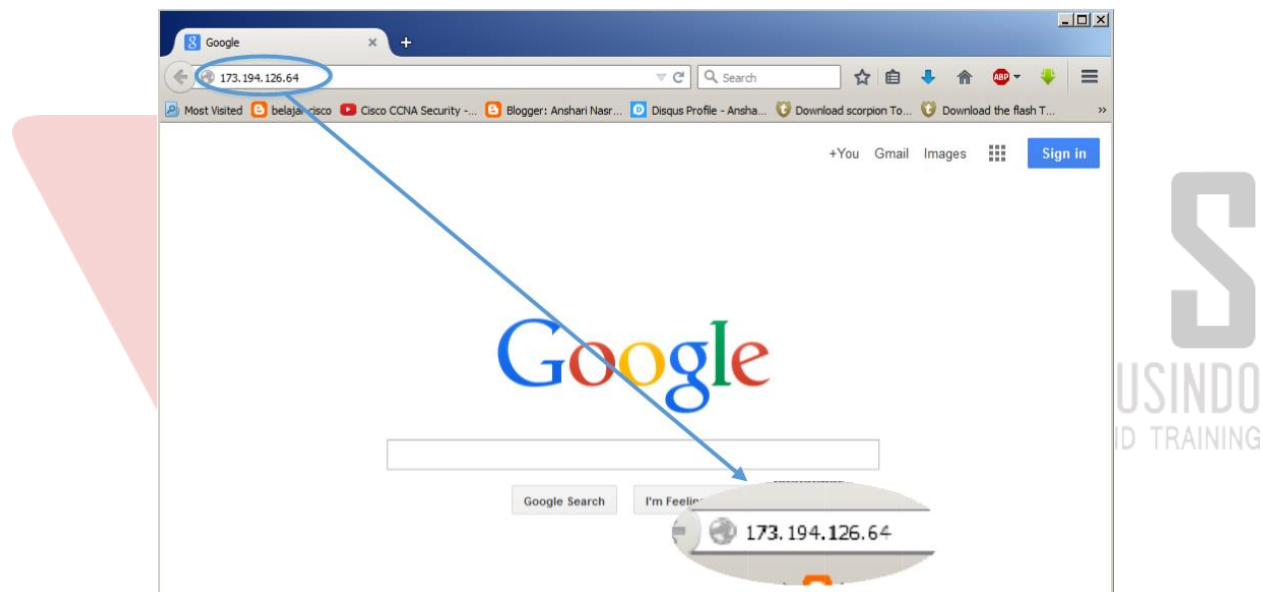 Google
173.194.126.64
Search
ABP
Most Visited belajar cisco Cisco CCNA Security -... Blogger: Anshari Nasr... Disqus Profile - Ansha... Download scorpion To... Download the flash T... »
+You Gmail Images Sign in
Google
Google Search I'm Feelin
173.194.126.64
S
USINDO
ND TRAINING